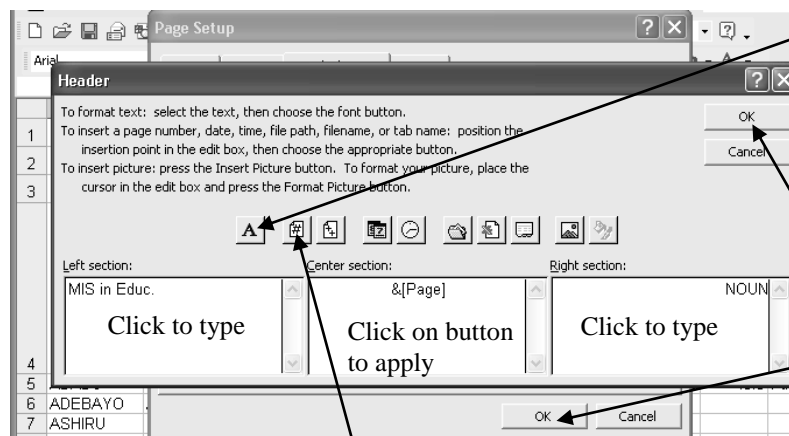 Page Setup
Arial
Header
To format text: select the text, then choose the font button.
To insert a page number, date, time, file path, filename, or tab name: position the
insertion point in the edit box, then choose the appropriate button.
To insert picture: press the Insert Picture button. To format your picture, place the
cursor in the edit box and press the Format Picture button.
OK
Cancel
1
2
3
A
Left section:
Center section:
Right section:
MIS in Educ.
&[Page]
NOUN
Click to type
Click on button
to apply
Click to type
4
5
6 ADEBAYO
7 ASHIRU
OK
Cancel